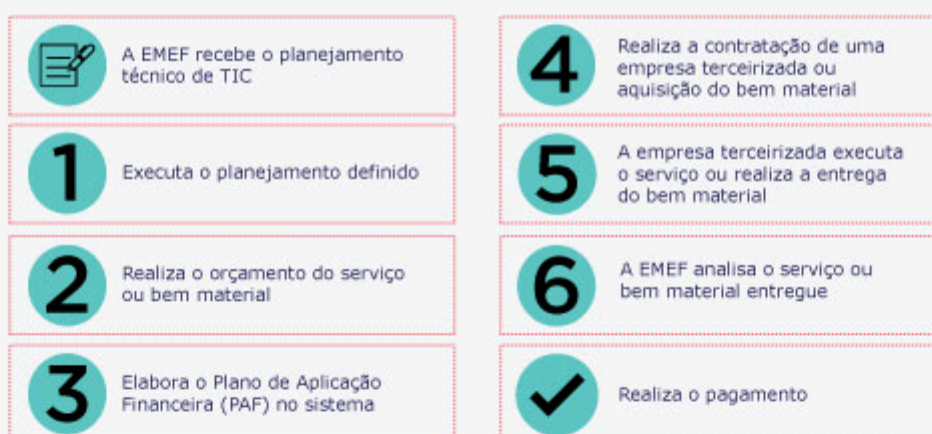 A EMEF recebe o planejamento
técnico de TIC
1
Executa o planejamento definido
2
Realiza o orçamento do serviço
ou bem material
3
Elabora o Plano de Aplicação
Financeira (PAF) no sistema
4
Realiza a contratação de uma
empresa terceirizada ou
aquisição do bem material
5
A empresa terceirizada executa
o serviço ou realiza a entrega
do bem material
6
A EMEF analisa o serviço ou
bem material entregue
Realiza o pagamento